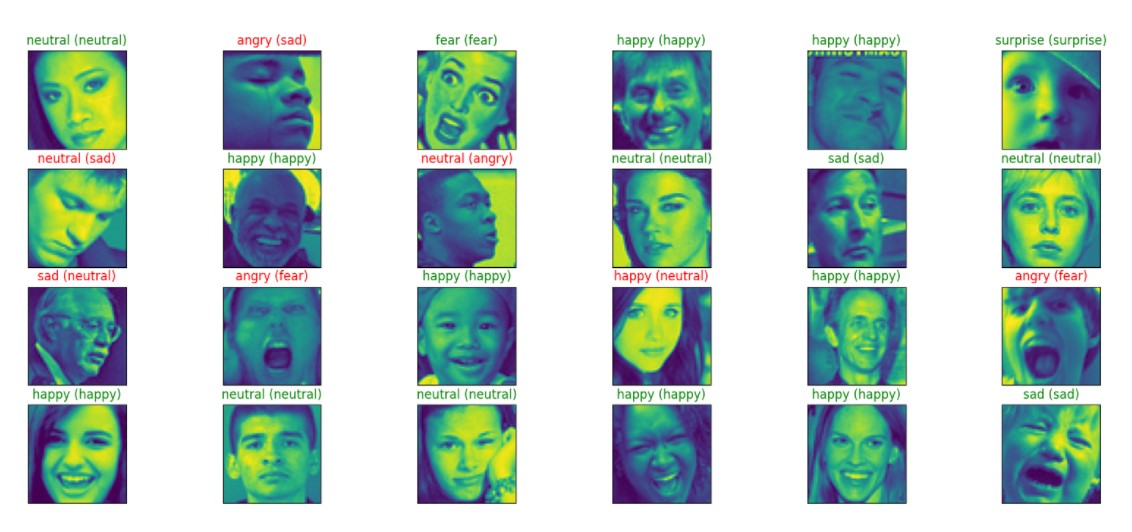 neutral (neutral) angry (sad) fear (fear) happy (happy) happy (happy) surprise (surprise)
neutral (sad) happy (happy) neutral (angry) neutral (neutral) sad (sad) neutral (neutral)
sad (neutral) angry (fear) happy (happy) happy (neutral) happy (happy) angry (fear)
happy (happy) neutral (neutral) neutral (neutral) happy (happy) happy (happy) sad (sad)